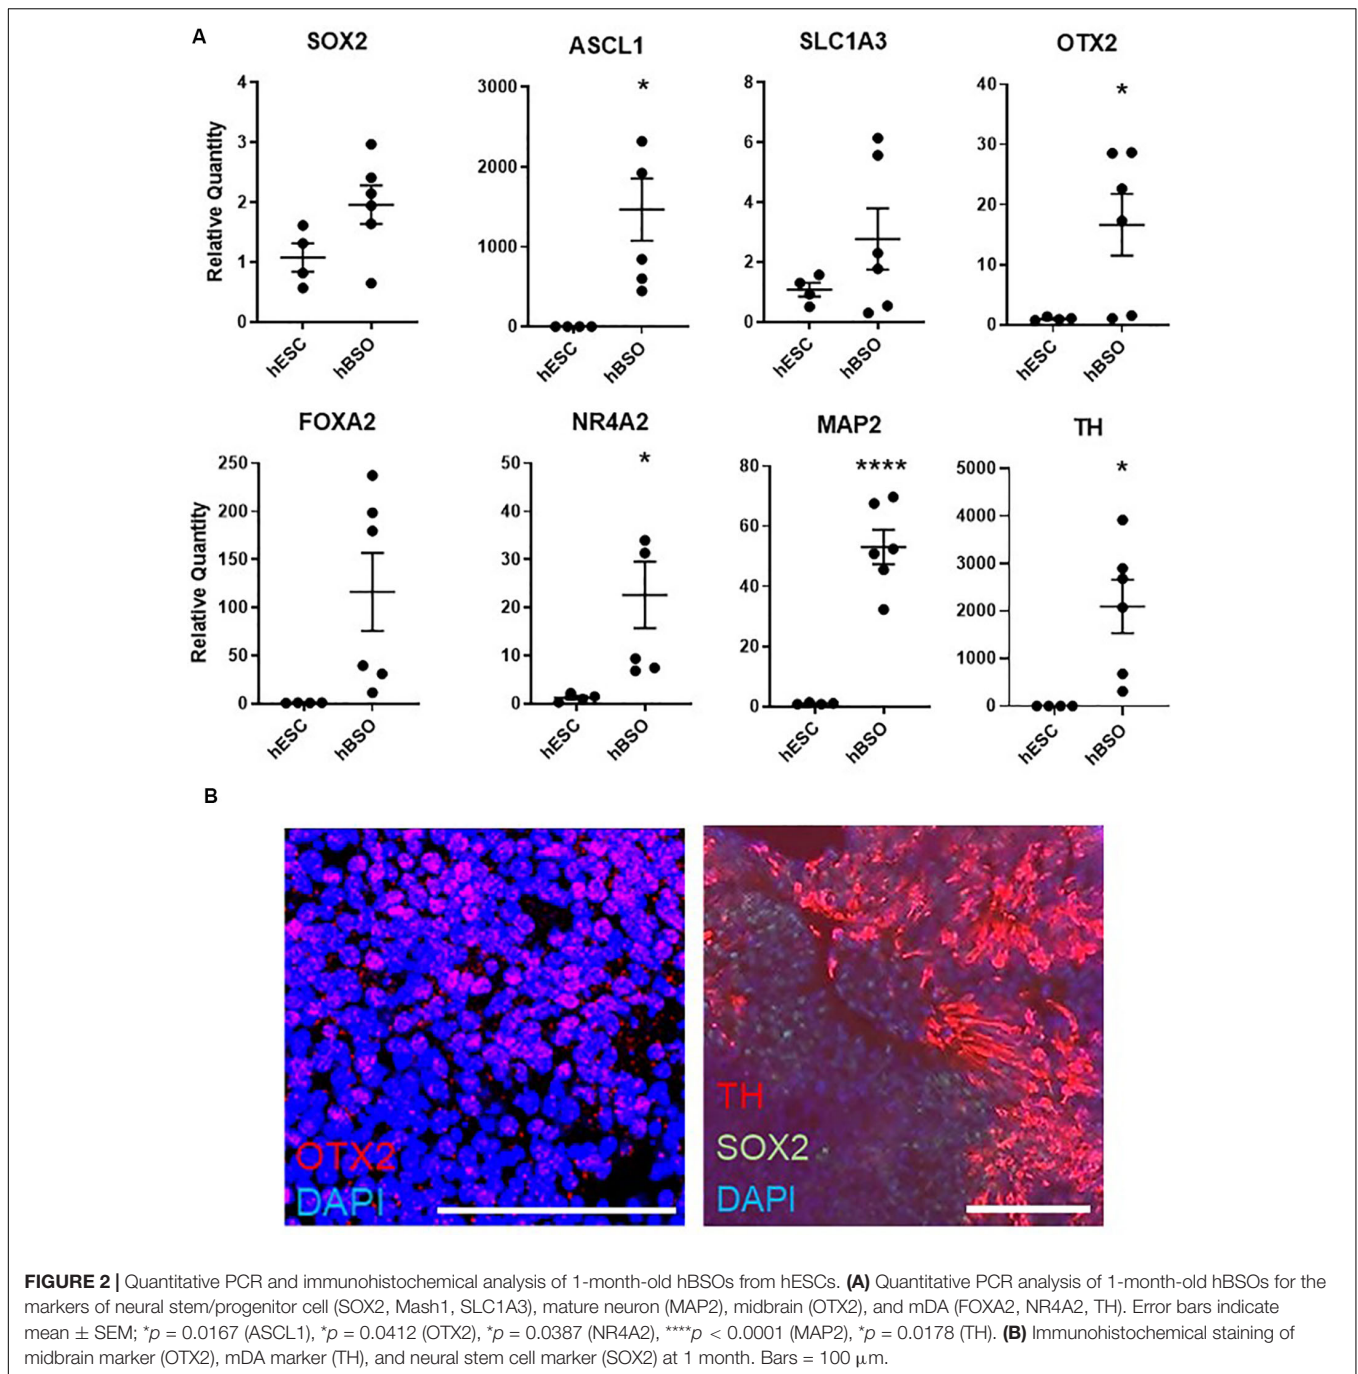 A
SOX2
ASCL1
SLC1A3
OTX2
Relative Quantity
4
3
2
1
0
hESC
hBSO
*
3000
2000
1000
0
hESC
hBSO
8
6
4
2
0
hESC
hBSO
*
40
30
20
10
0
hESC
hBSO
FOXA2
NR4A2
MAP2
TH
Relative Quantity
250
200
150
100
50
0
hESC
hBSO
*
50
40
30
20
10
0
hESC
hBSO
****
80
60
40
20
0
hESC
hBSO
*
5000
4000
3000
2000
1000
0
hESC
hBSO
B
OTX2
DAPI
TH
SOX2
DAPI
FIGURE 2 | Quantitative PCR and immunohistochemical analysis of 1-month-old hBSOs from hESCs. (A) Quantitative PCR analysis of 1-month-old hBSOs for the
markers of neural stem/progenitor cell (SOX2, Mash1, SLC1A3), mature neuron (MAP2), midbrain (OTX2), and mDA (FOXA2, NR4A2, TH). Error bars indicate
mean ± SEM; *p = 0.0167 (ASCL1), *p = 0.0412 (OTX2), *p = 0.0387 (NR4A2), ****p < 0.0001 (MAP2), *p = 0.0178 (TH). (B) Immunohistochemical staining of
midbrain marker (OTX2), mDA marker (TH), and neural stem cell marker (SOX2) at 1 month. Bars = 100 μm.